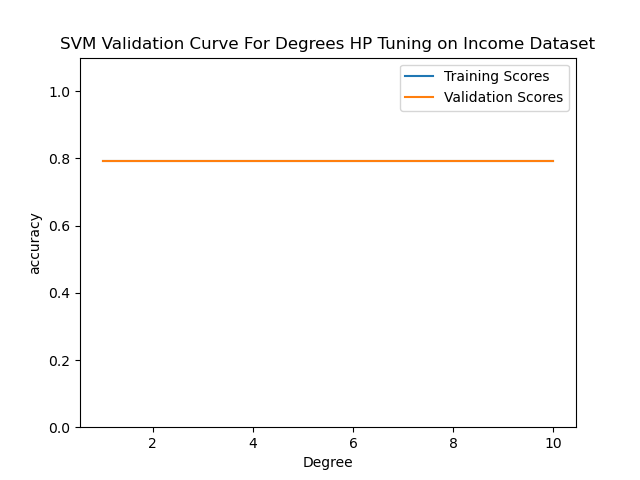 SVM Validation Curve For Degrees HP Tuning on Income Dataset
Training Scores
Validation Scores
1.0
0.8
0.6
0.4
0.2
0.0
accuracy
2 4 6 8 10
Degree